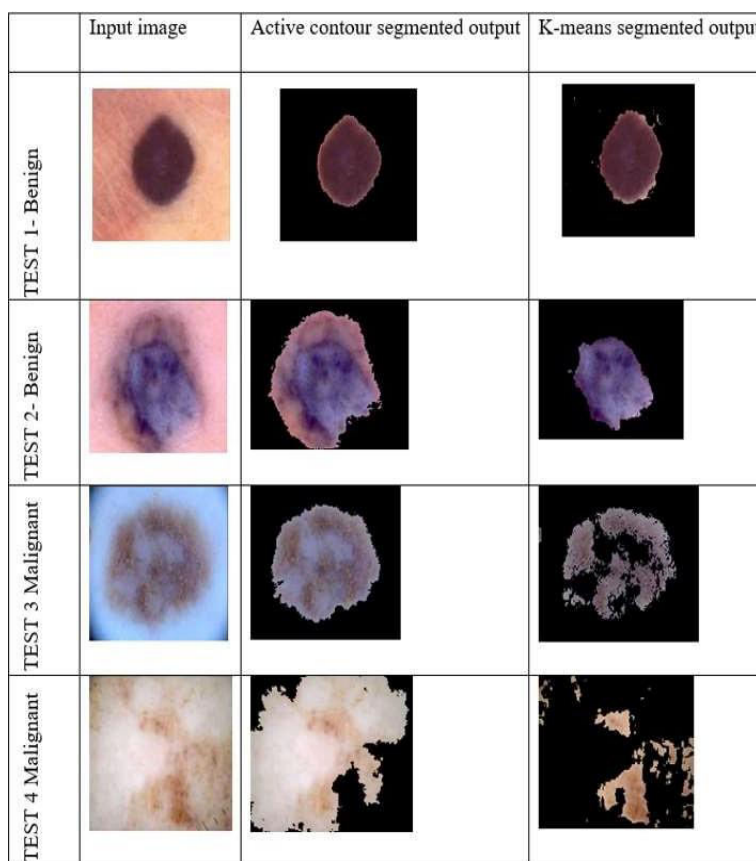 Input image
Active contour segmented output
K-means segmented output
TEST 1- Benign
TEST 2- Benign
TEST 3 Malignant
TEST 4 Malignant